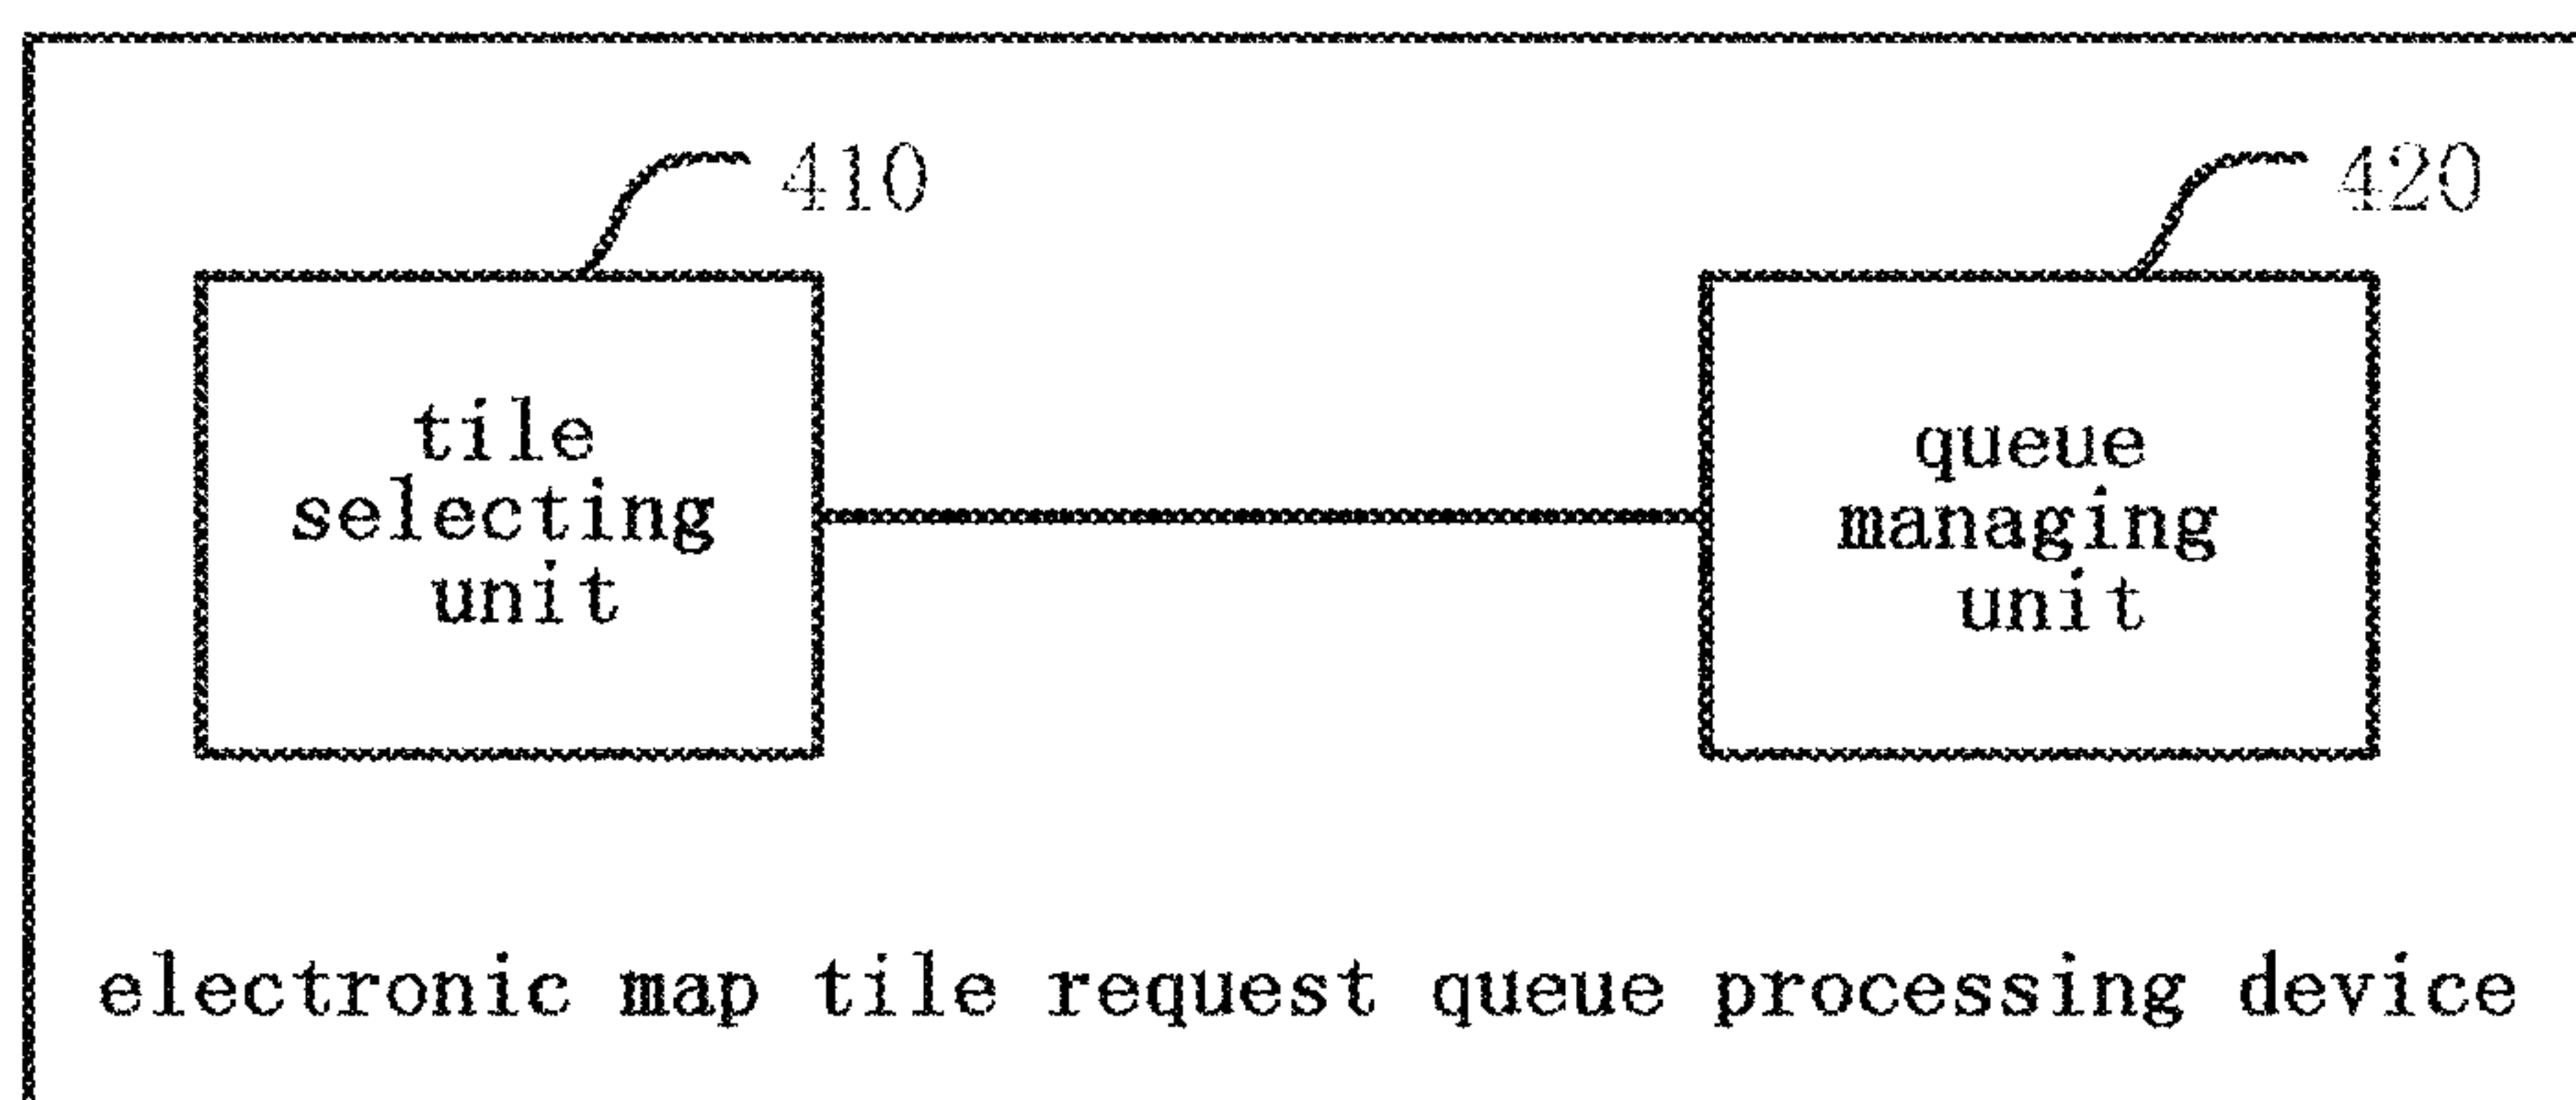 410
420
tile
selecting
unit
queue
managing
unit
electronic map tile request queue processing device